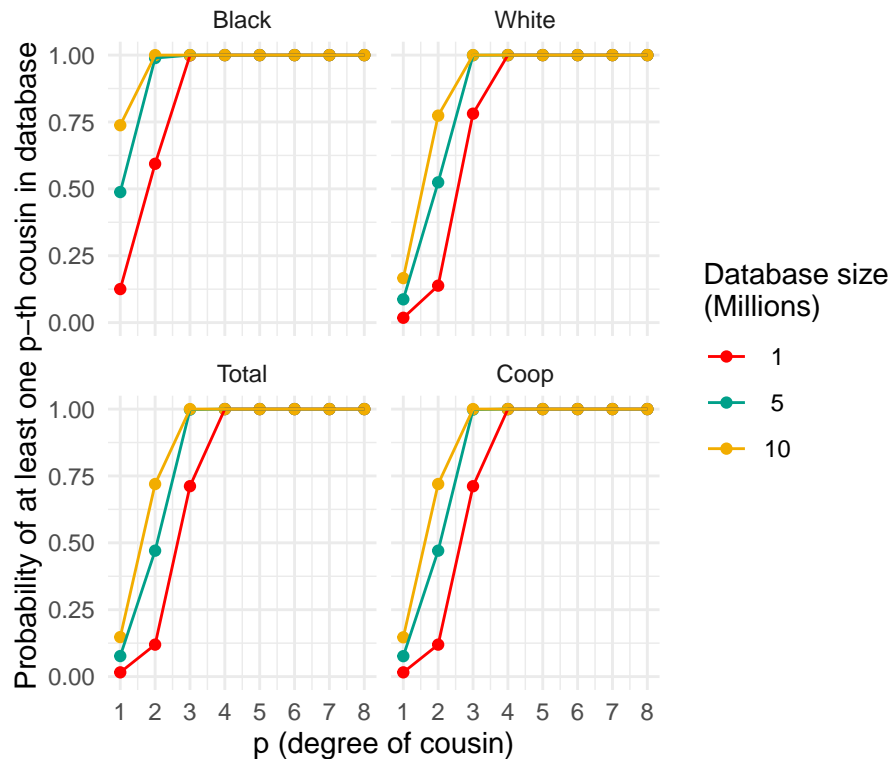 Black
White
1.00
0.75
0.50
0.25
0.00
Total
Coop
1.00
0.75
0.50
0.25
0.00
1 2 3 4 5 6 7 8
1 2 3 4 5 6 7 8
p (degree of cousin)
Probability of at least one p−th cousin in database
Database size
(Millions)
1
5
10